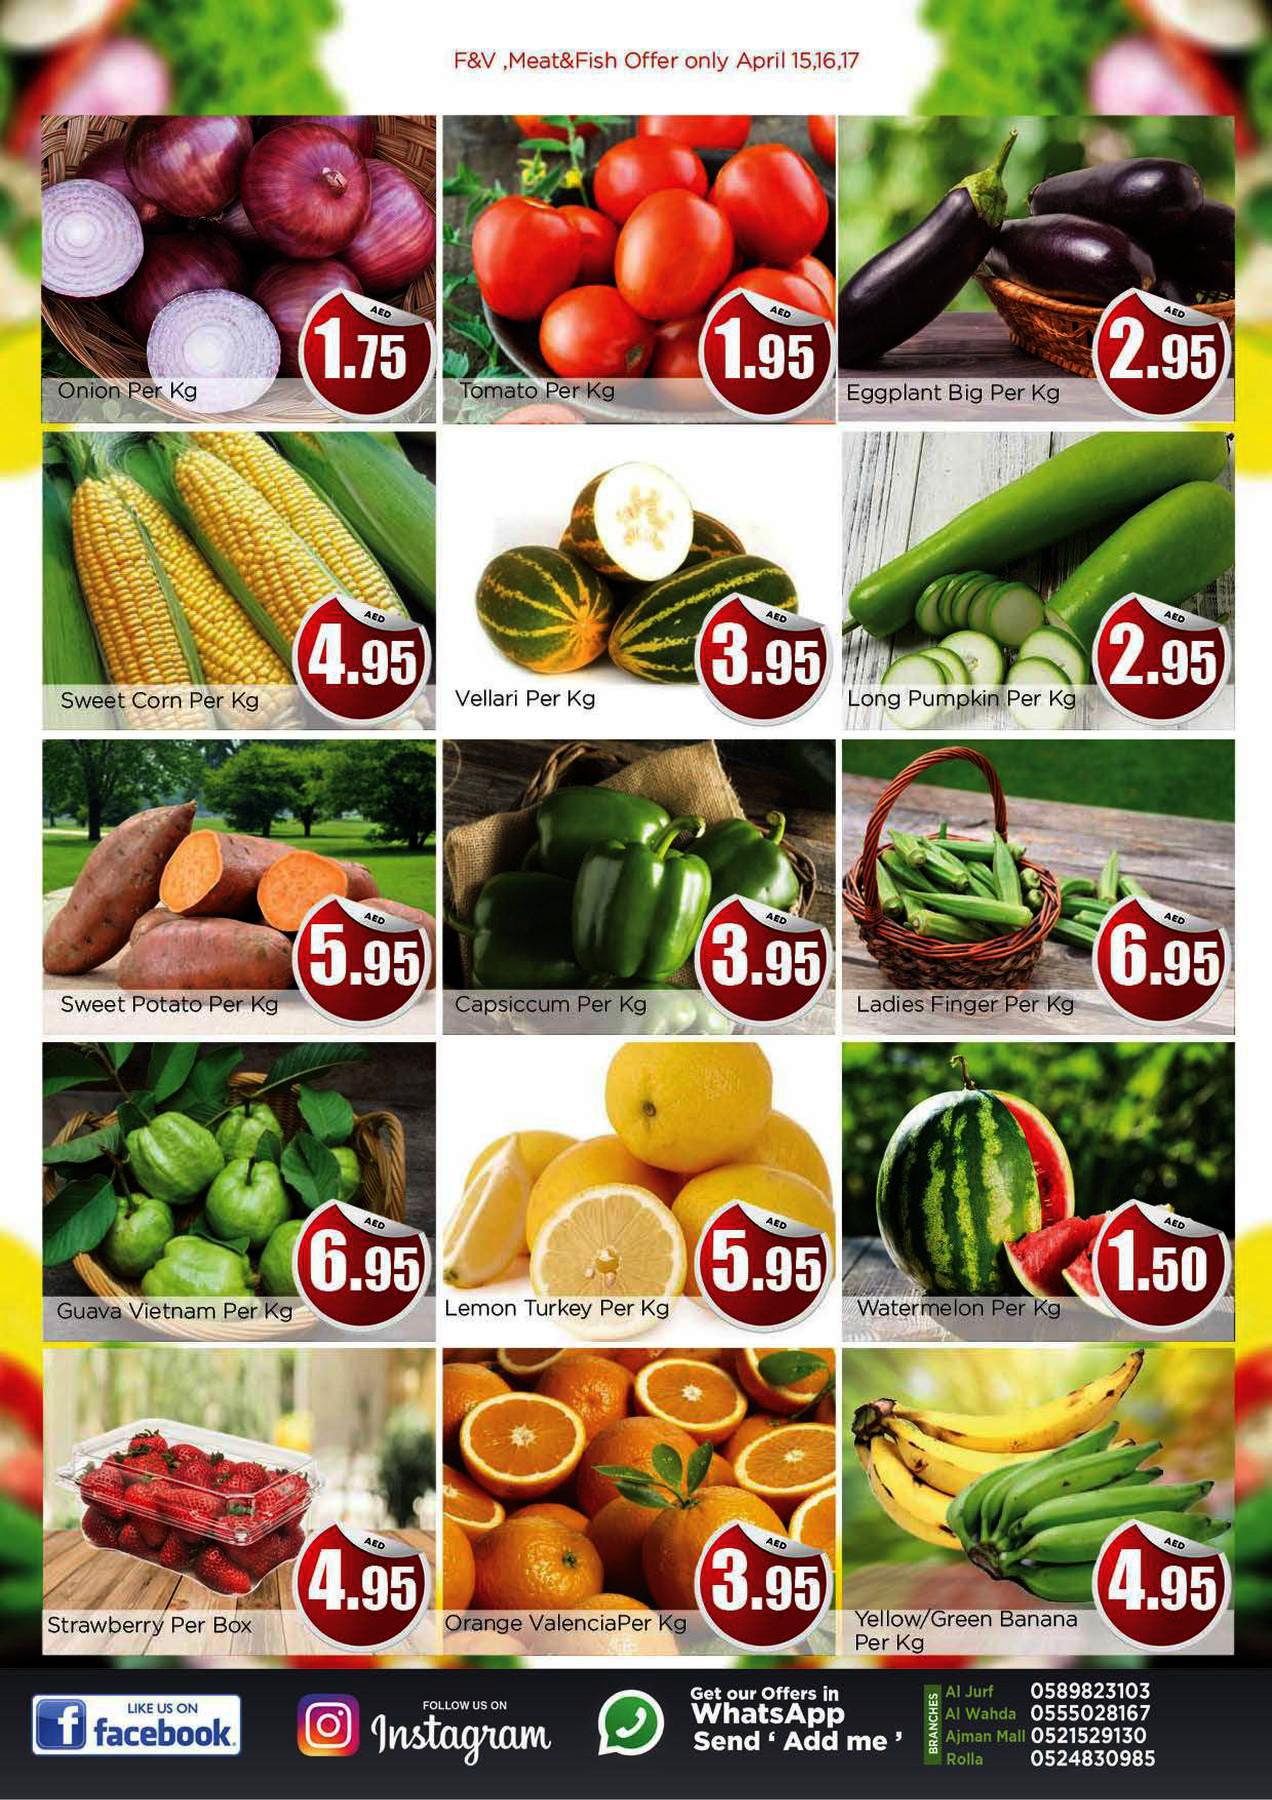 F&V ,Meat&Fish Offer only April 15,16,17
AED
1.75
Onion Per Kg
AED
1.95
Tomato Per Kg
AED
2.95
Eggplant Big Per Kg
AED
4.95
Sweet Corn Per Kg
AED
3.95
Vellari Per Kg
AED
2.95
Long Pumpkin Per Kg
AED
5.95
Sweet Potato Per Kg
AED
3.95
Capsiccum Per Kg
AED
6.95
Ladies Finger Per Kg
AED
6.95
Guava Vietnam Per Kg
AED
5.95
Lemon Turkey Per Kg
AED
1.50
Watermelon Per Kg
AED
4.95
Strawberry Per Box
AED
3.95
Orange ValenciaPer Kg
AED
4.95
Yellow/Green Banana
Per Kg
f
LIKE US ON
facebook.
FOLLOW US ON
Instagram
Get our Offers in
WhatsApp
Send ‘ Add me ’
BRANCHES
Al Jurf 0589823103
Al Wahda 0555028167
Ajman Mall 0521529130
Rolla 0524830985